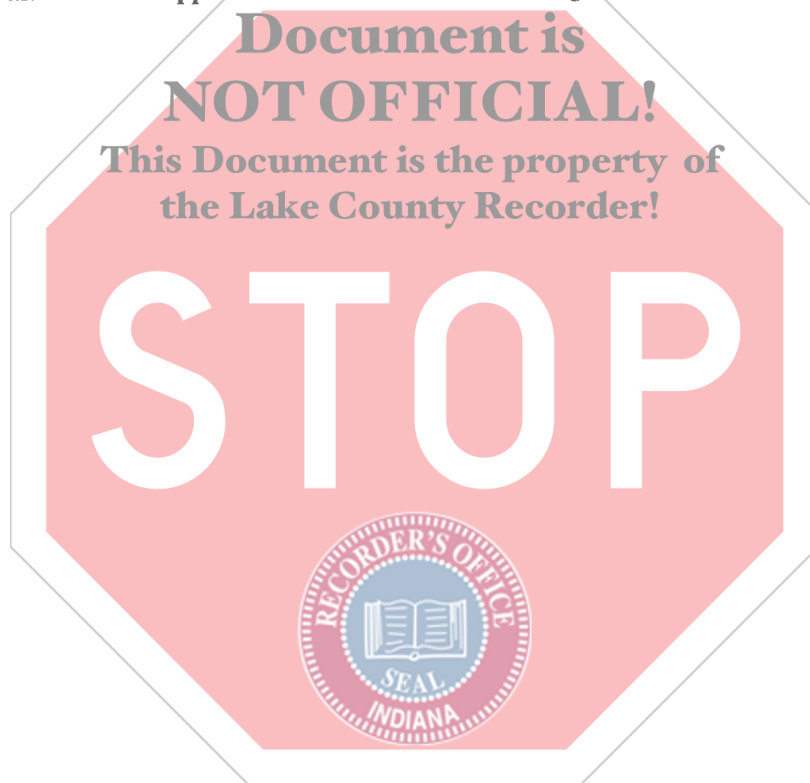 Document is
NOT OFFICIAL!
This Document is the property of
the Lake County Recorder!
STOP
RECORDER'S OFFICE
SEAL
INDIANA